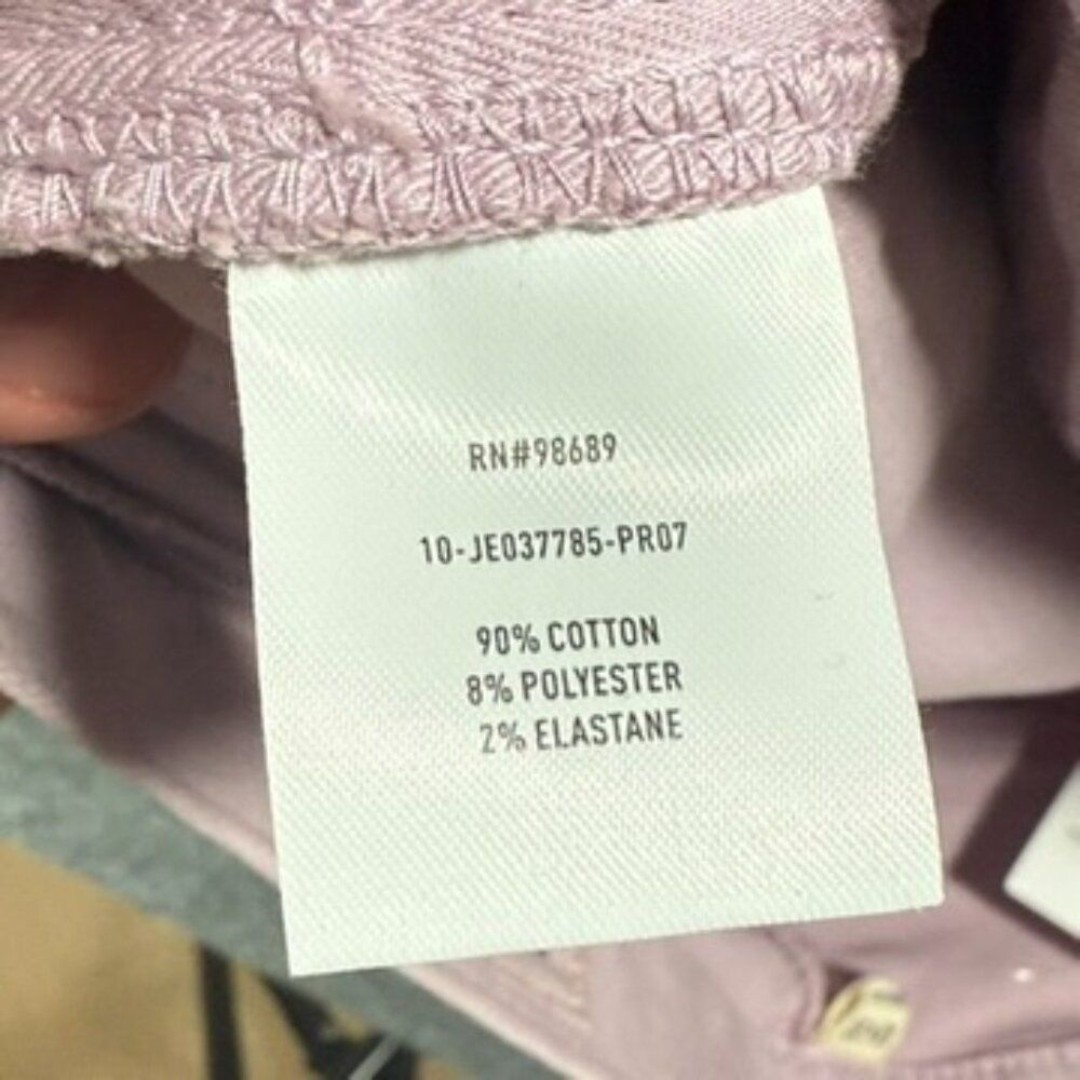 RN#98689
10-JE037785-PR07
90% COTTON
8% POLYESTER
2% ELASTANE